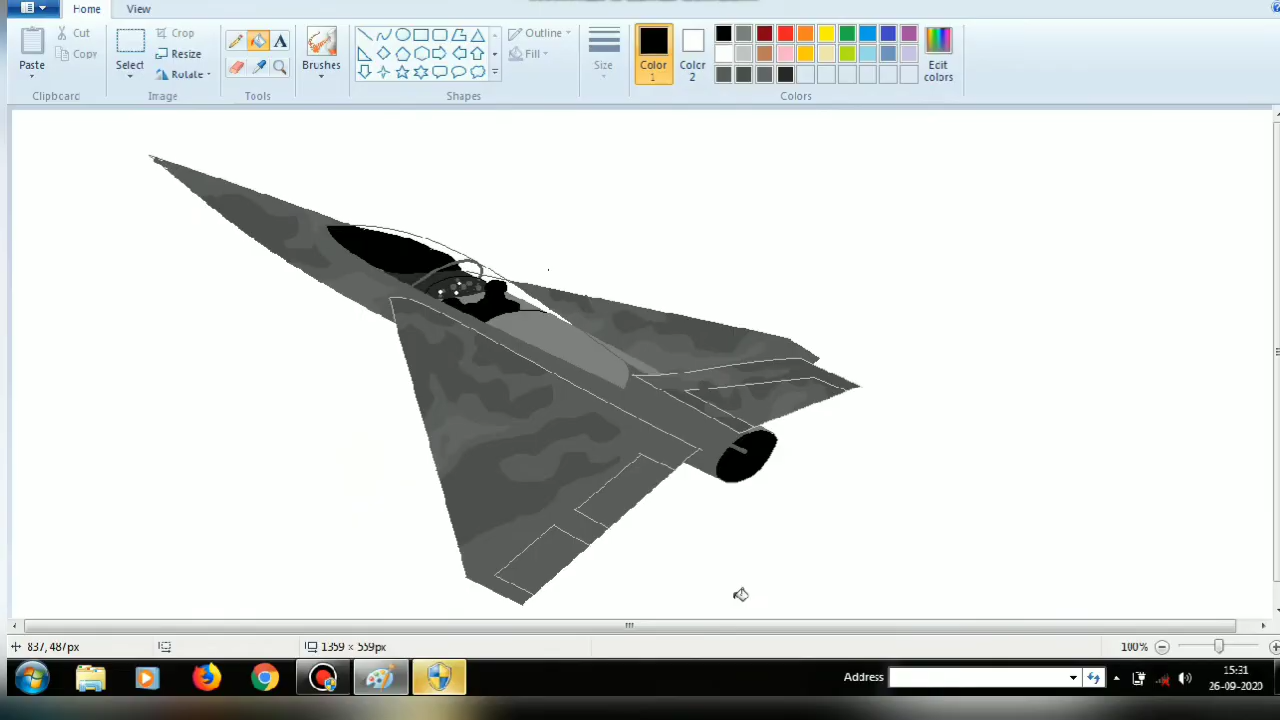 Home View
Paste
Cut
Copy
Clipboard
Select
Crop
Resize
Rotate
Image
A
Tools
Brushes
Outline
Fill
Shapes
Size
Color
1
Color
2
Edit
colors
Colors
837, 487px
1359 × 559px
100%
Address
15:31
26-09-2020